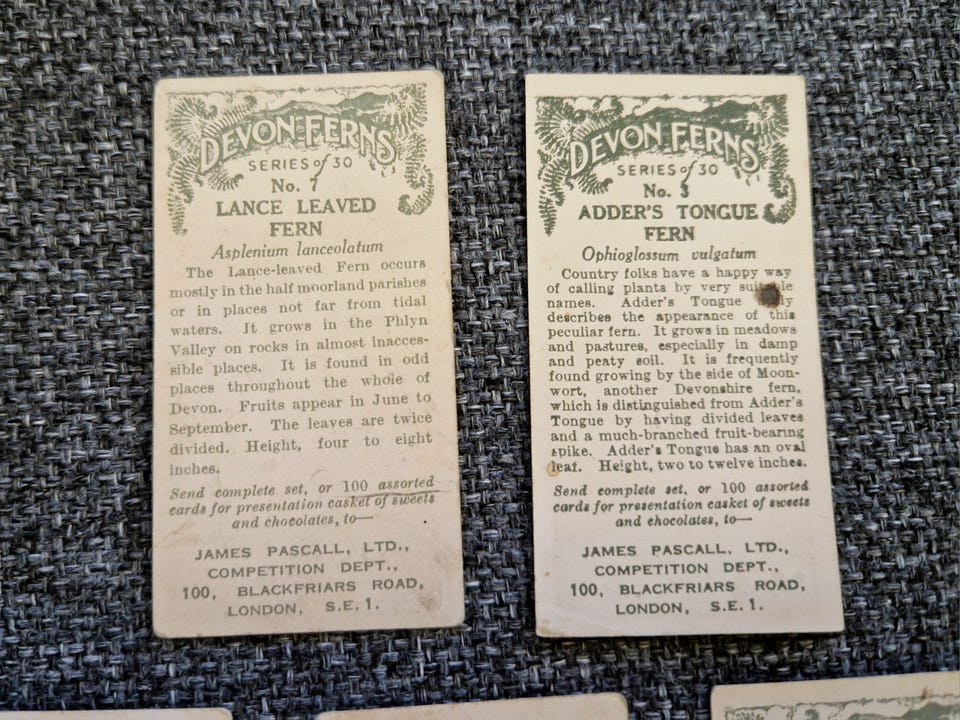 DEVON FERNS
SERIES of 30
No. 7
LANCE LEAVED
FERN
Asplenium lanceolatum
The Lance-leaved Fern occurs
mostly in the half moorland parishes
or in places not far from tidal
waters. It grows in the Phlyn
Valley on rocks in almost inacces-
sible places. It is found in odd
places throughout the whole of
Devon. Fruits appear in June to
September. The leaves are twice
divided. Height, four to eight
inches.
Send complete set, or 100 assorted
cards for presentation casket of sweets
and chocolates, to—
JAMES PASCALL, LTD.,
COMPETITION DEPT.,
100, BLACKFRIARS ROAD,
LONDON, S.E.1.
DEVON FERNS
SERIES of 30
No. 3
ADDER'S TONGUE
FERN
Ophioglossum vulgatum
Country folks have a happy way
of calling plants by very
names. Adder's Tongue
describes the appearance of this
peculiar fern. It grows in meadows
and pastures, especially in damp
and peaty soil. It is frequently
found growing by the side of Moon-
wort, another Devonshire fern,
which is distinguished from Adder's
Tongue by having divided leaves
and a much-branched fruit-bearing
spike. Adder's Tongue has an oval
leaf. Height, two to twelve inches.
Send complete set, or 100 assorted
cards for presentation casket of sweets
and chocolates, to—
JAMES PASCALL, LTD.,
COMPETITION DEPT.,
100, BLACKFRIARS ROAD,
LONDON, S.E.1.